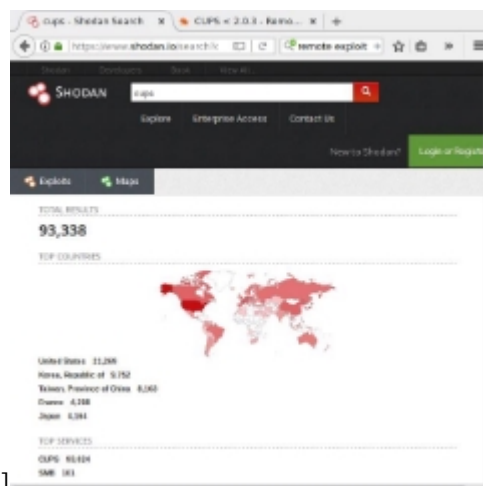 cups - Shodan Search
CUPS < 2.0.3 - Remo...
https://www.shodan.io/search?c
remote exploit
Shodan Developers Book View All...
SHODAN
cups
Explore Enterprise Access Contact Us
New to Shodan? Login or Register
Exploits Maps
TOTAL RESULTS
93,338
TOP COUNTRIES
United States
Korea, Republic of
Taiwan, Province of China
France
Japan
TOP SERVICES
CUPS
SMB